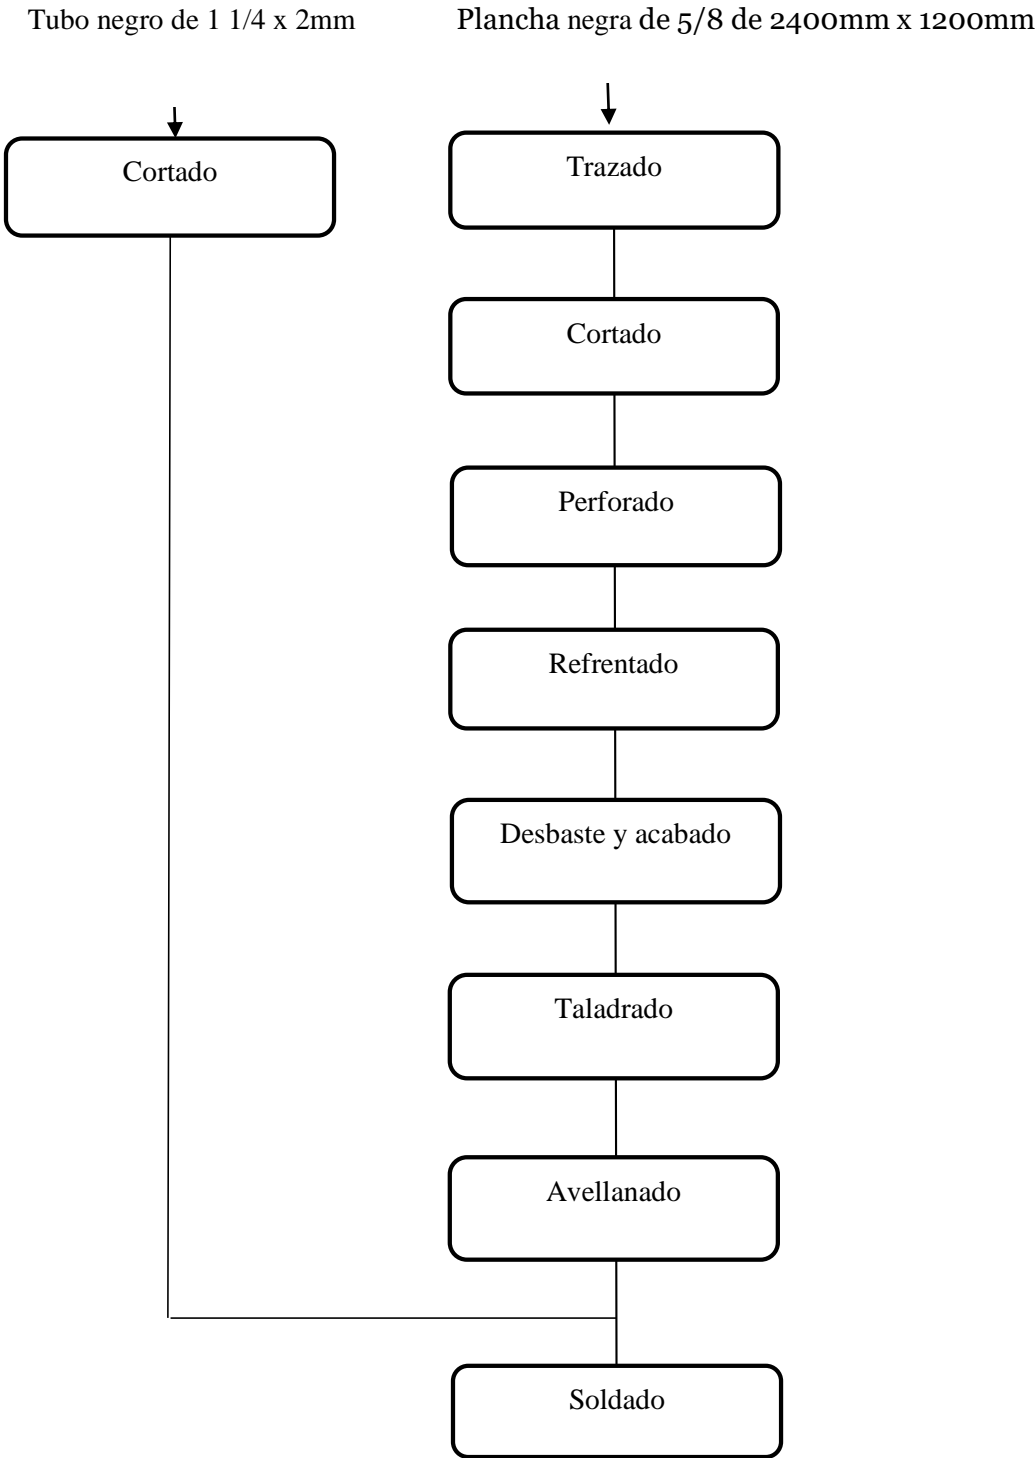 Tubo negro de 1 1/4 x 2mm
Plancha negra de 5/8 de 2400mm x 1200mm
Cortado
Trazado
Cortado
Perforado
Refrentado
Desbaste y acabado
Taladrado
Avellanado
Soldado